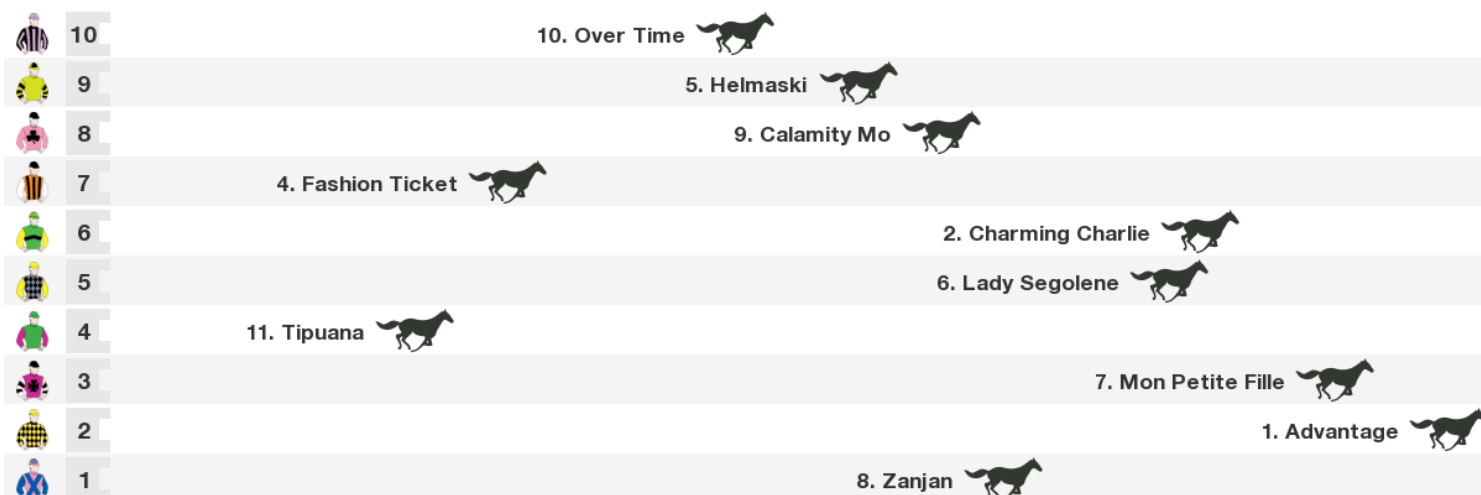 10 10. Over Time
9 5. Helmaski
8 9. Calamity Mo
7 4. Fashion Ticket
6 2. Charming Charlie
5 6. Lady Segolene
4 11. Tipuana
3 7. Mon Petite Fille
2 1. Advantage
1 8. Zanjan